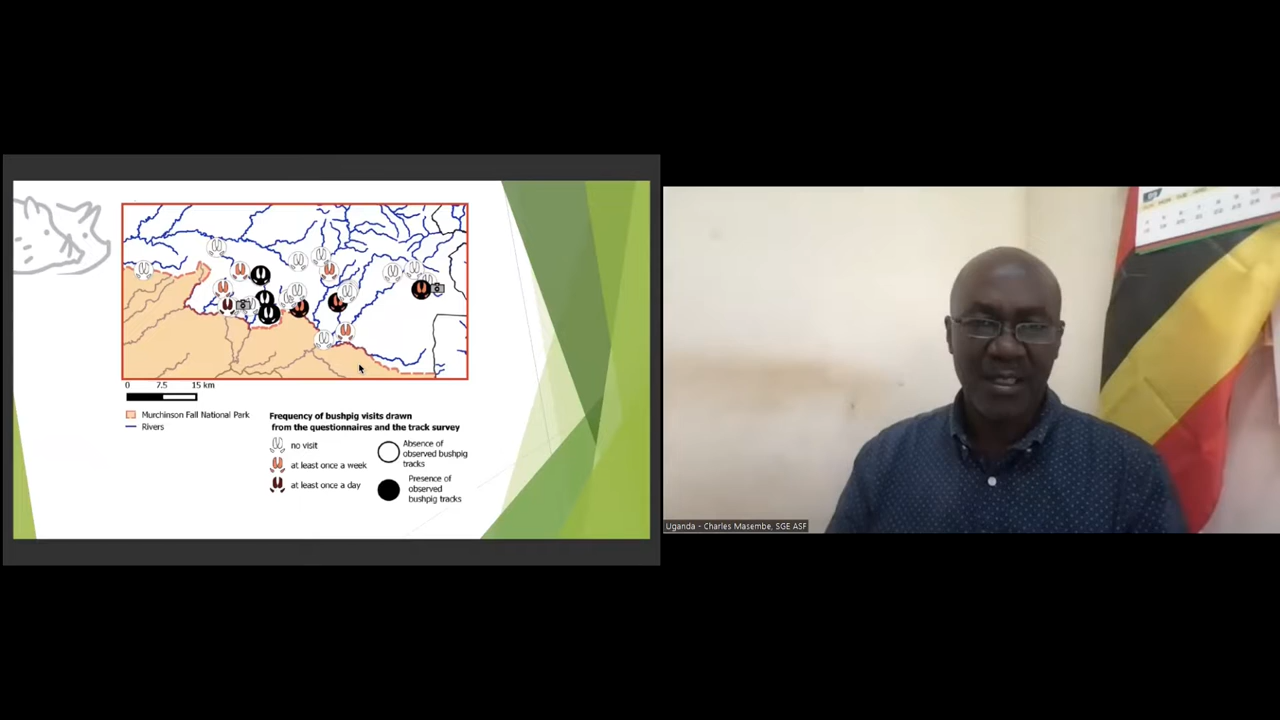 0 7.5 15 km
Murchinson Fall National Park
Rivers
Frequency of bushpig visits drawn
from the questionnaires and the track survey
no visit
at least once a week
at least once a day
Absence of
observed bushpig
tracks
Presence of
observed
bushpig tracks
Uganda - Charles Masembe, SGE ASF